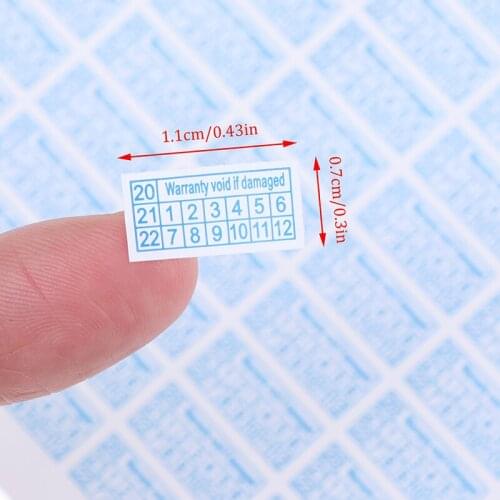 1.1cm/0.43in
0.7cm/0.3in
20 Warranty void if damaged
21 1 2 3 4 5 6
22 7 8 9 10 11 12